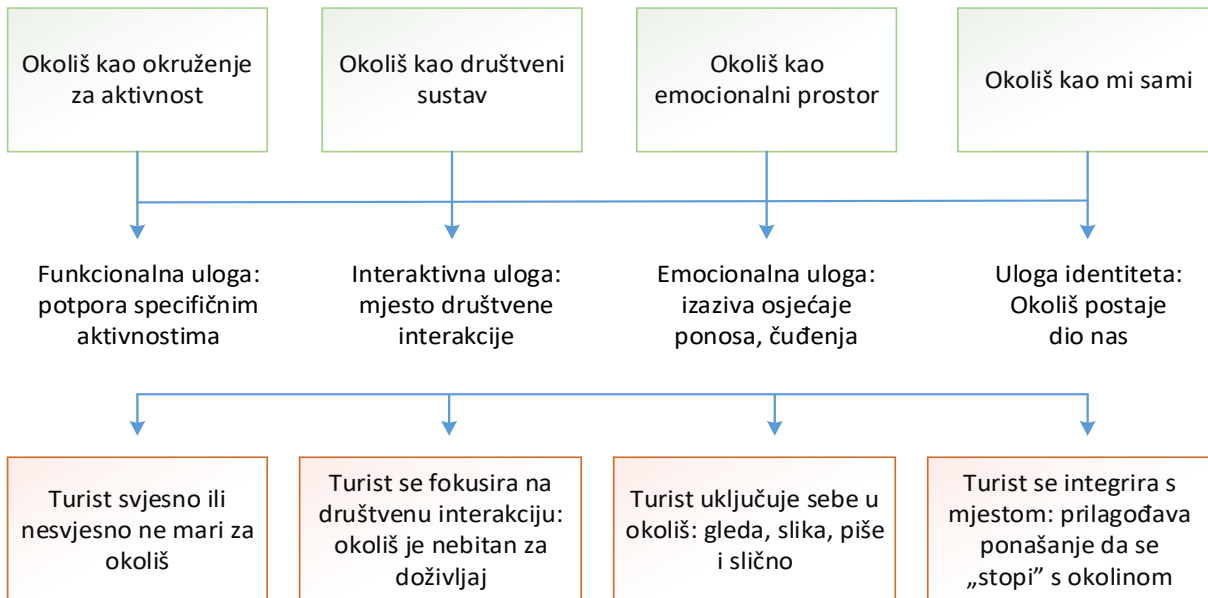 Okoliš kao okruženje
za aktivnost
Okoliš kao društveni
sustav
Okoliš kao
emocionalni prostor
Okoliš kao mi sami
Funkcionalna uloga:
potpora specifičnim
aktivnostima
Interaktivna uloga:
mjesto društvene
interakcije
Emocionalna uloga:
izaziva osjećaje
ponosa, čuđenja
Uloga identiteta:
Okoliš postaje
dio nas
Turist svjesno ili
nesvjesno ne mari za
okoliš
Turist se fokusira na
društvenu interakciju:
okoliš je nebitan za
doživljaj
Turist uključuje sebe u
okoliš: gleda, slika, piše
i slično
Turist se integrira s
mjestom: prilagođava
ponašanje da se
„stopi” s okolinom